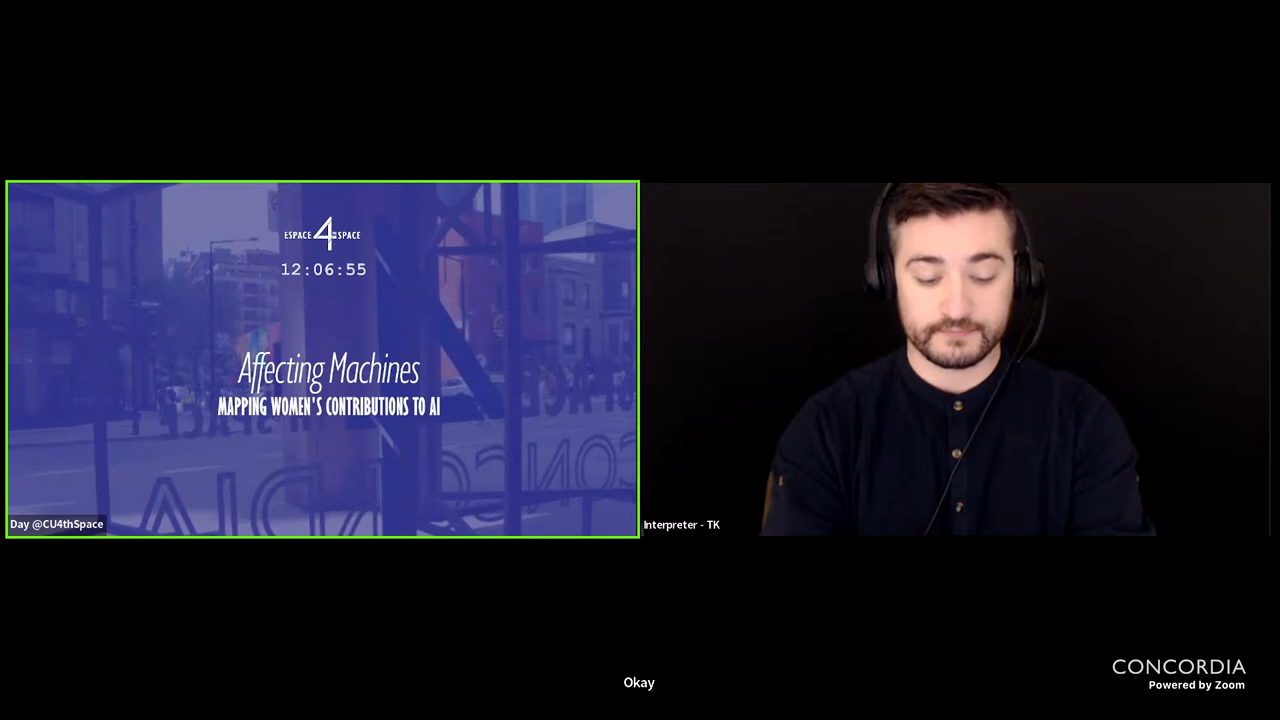 ESPACE 4 SPACE
12:06:55
Affecting Machines
MAPPING WOMEN'S CONTRIBUTIONS TO AI
Day @CU4thSpace
Interpreter - TK
Okay
CONCORDIA
Powered by Zoom